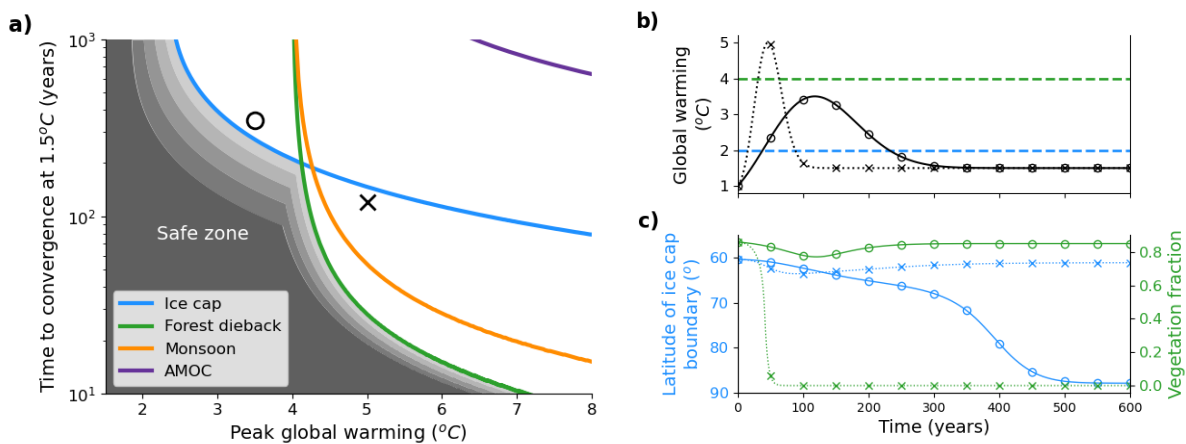 a)
Time to convergence at 1.5°C (years)
10³
10²
10¹
Safe zone
Ice cap
Forest dieback
Monsoon
AMOC
2 3 4 5 6 7 8
Peak global warming (°C)
b)
Global warming
(°C)
5
4
3
2
1
c)
Latitude of ice cap
boundary (°)
60
70
80
90
0.8
0.6
0.4
0.2
0.0
Vegetation fraction
0 100 200 300 400 500 600
Time (years)